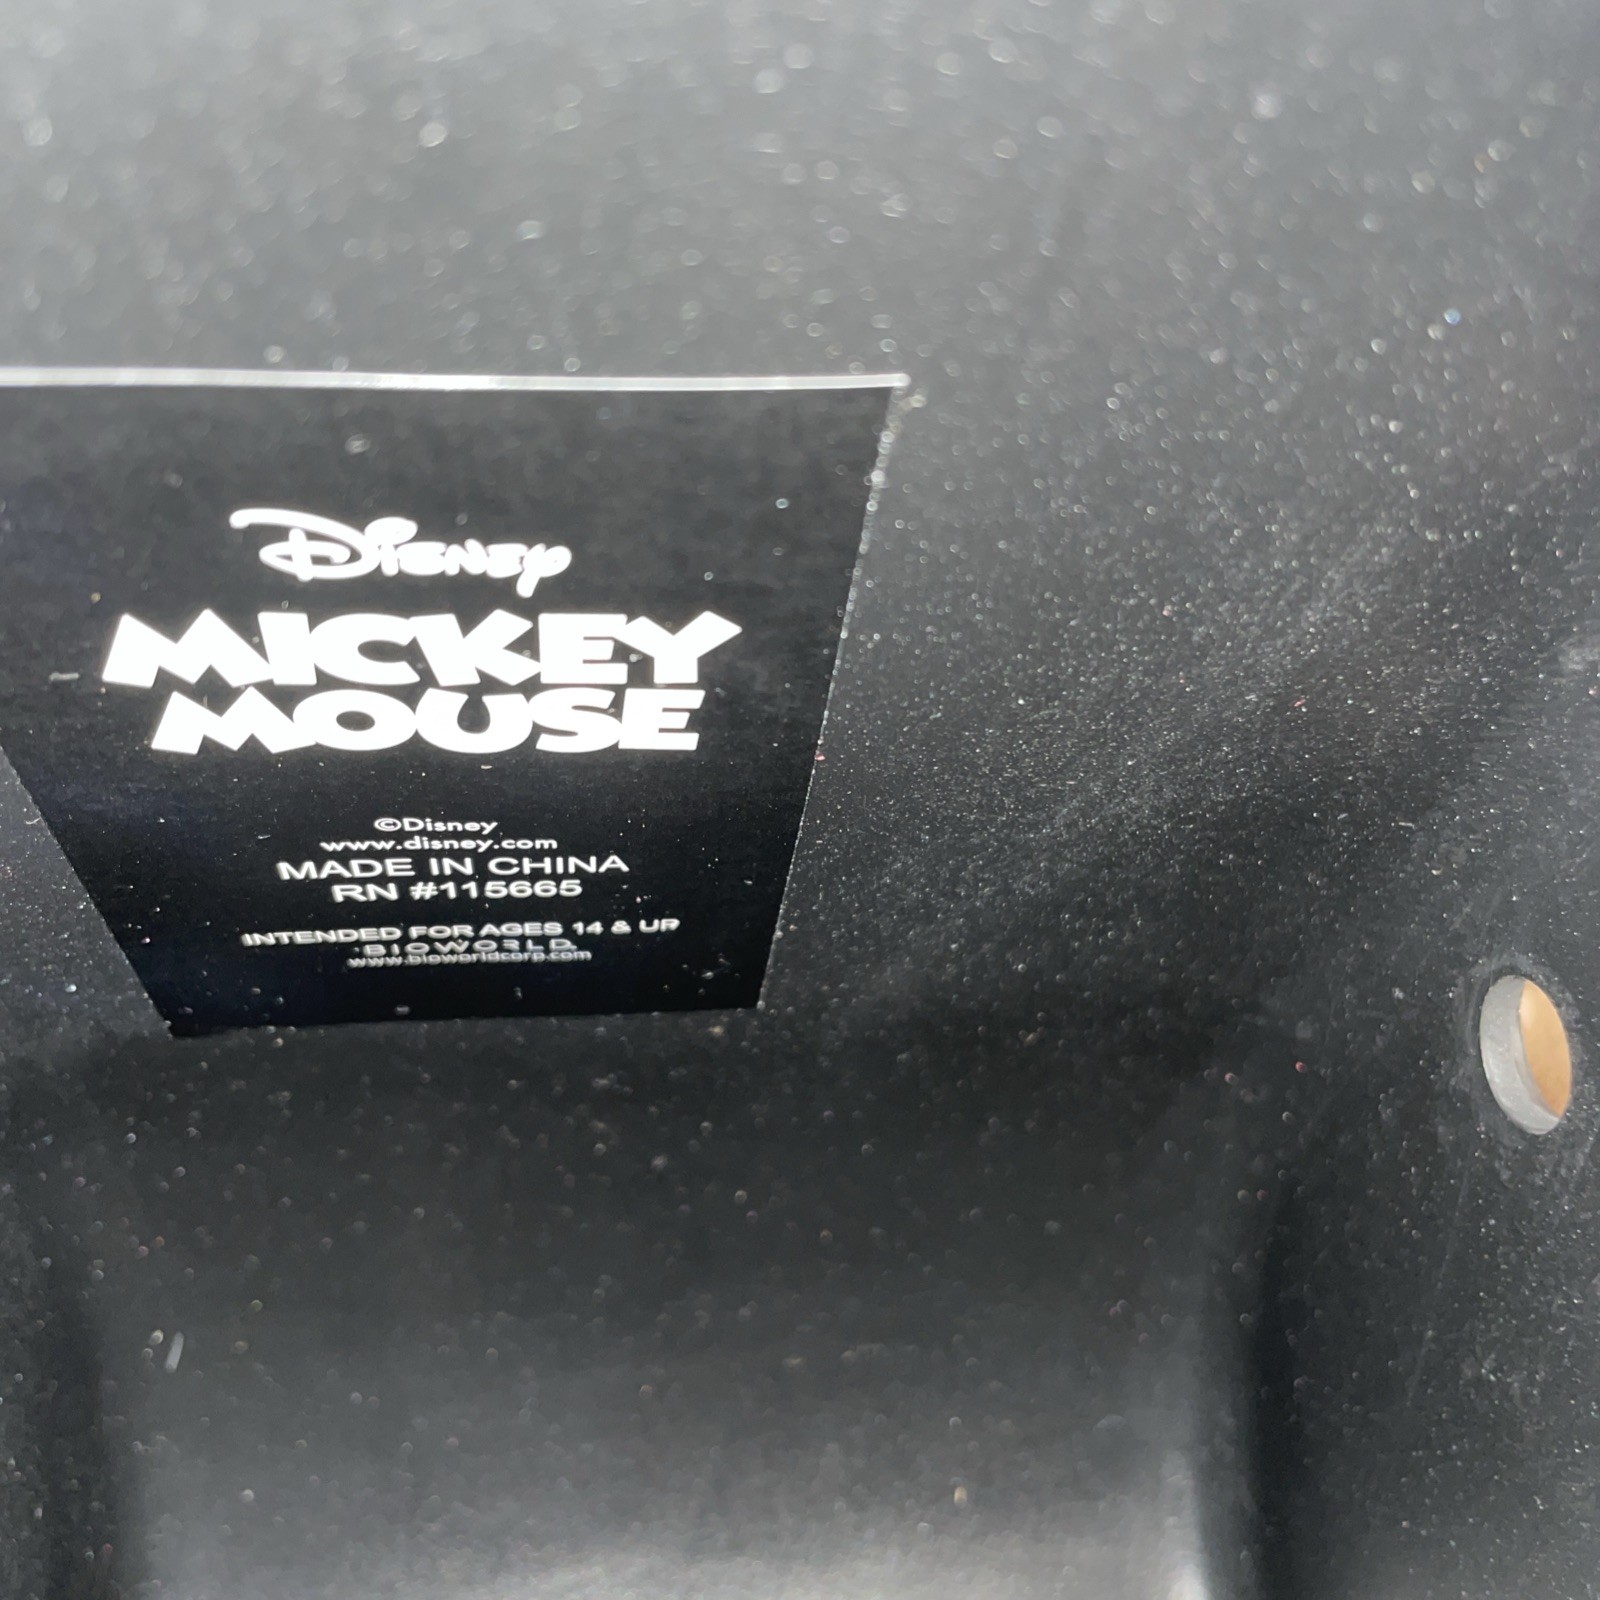 Disney
MICKEY
MOUSE
©Disney
www.disney.com
MADE IN CHINA
RN #115665
INTENDED FOR AGES 14 & UP
BIOWORLD
www.bioworldcorp.com